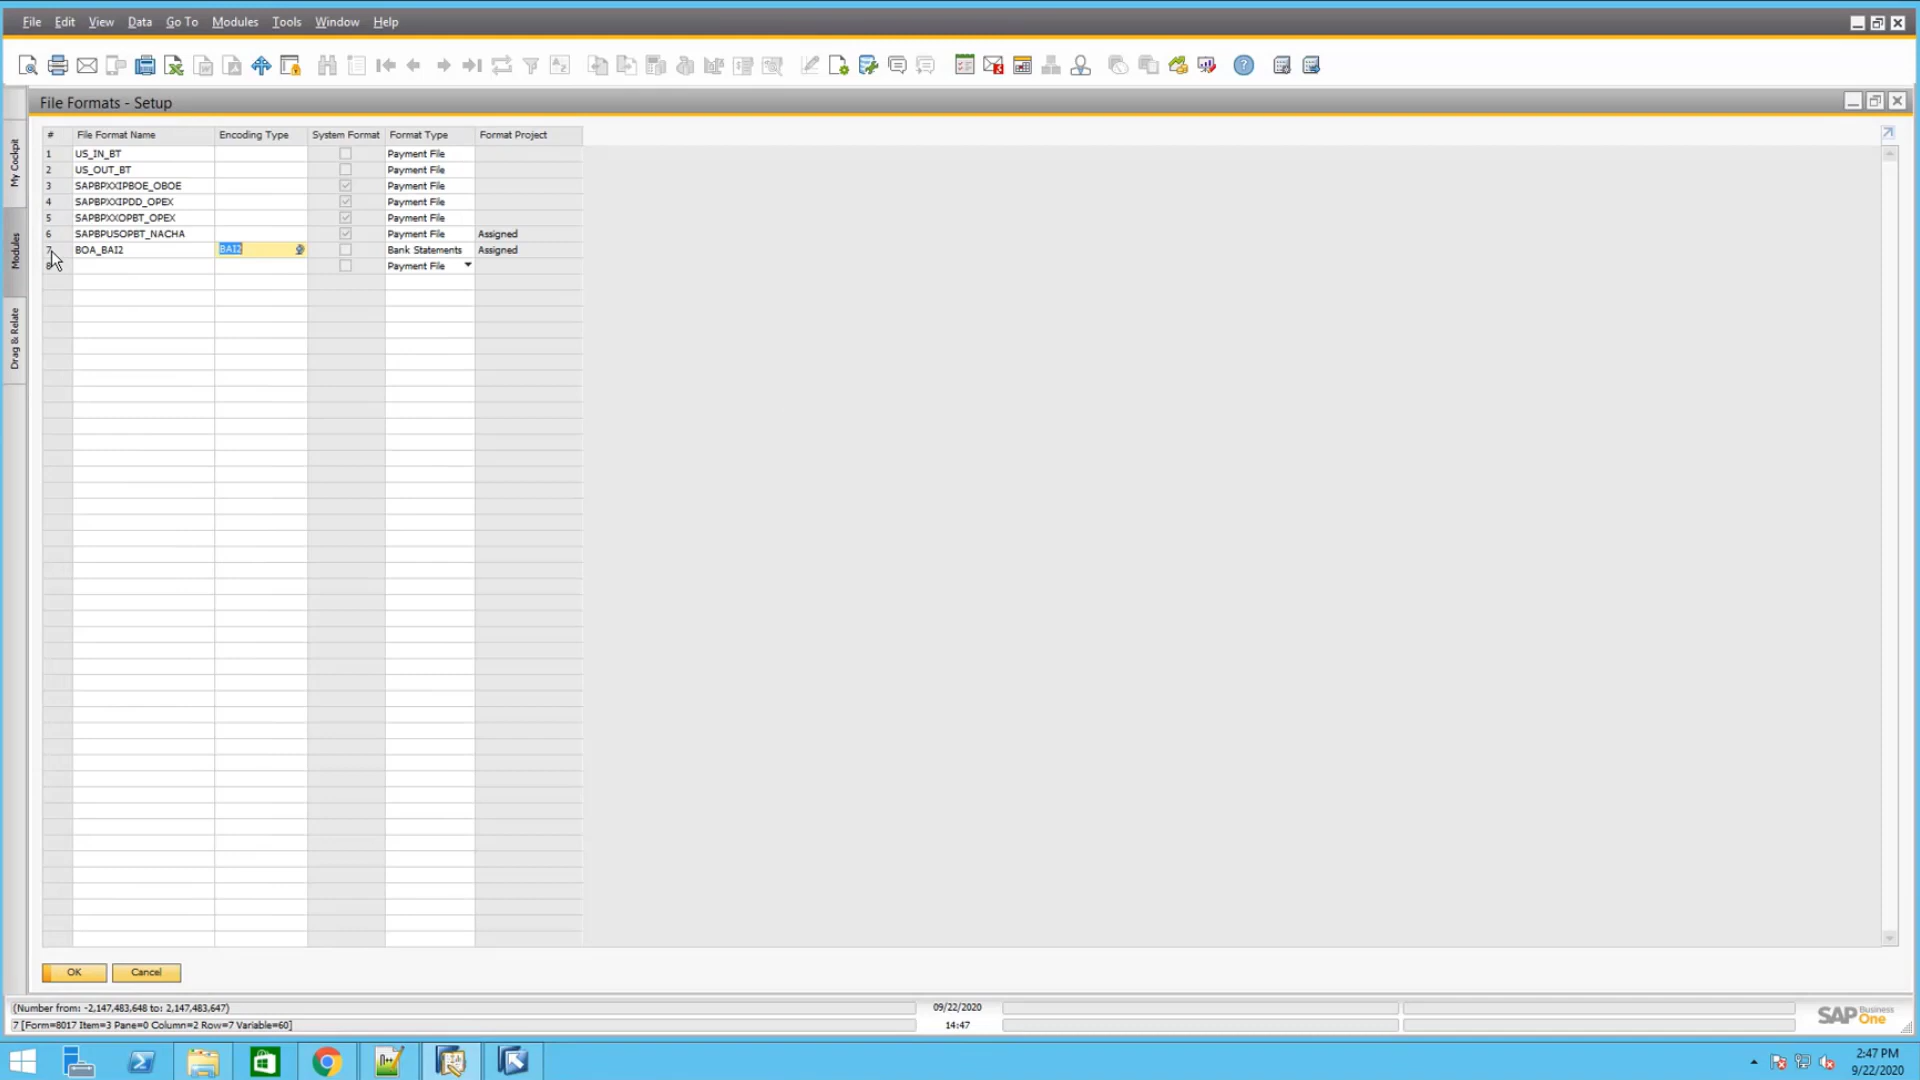 File Edit View Data Go To Modules Tools Window Help
File Formats - Setup
# File Format Name Encoding Type System Format Format Type Format Project
1 US_IN_BT Payment File
2 US_OUT_BT Payment File
3 SAPBPXXIPBOE_OBOE Payment File
4 SAPBPXXIPDD_OPEX Payment File
5 SAPBPXXOPBT_OPEX Payment File
6 SAPBPUSOPBT_NACHA Payment File Assigned
7 BOA_BAI2 BAI2 Bank Statements Assigned
8 Payment File
My Cockpit
Modules
Drag & Relate
OK Cancel
(Number from: -2,147,483,648 to: 2,147,483,647) 09/22/2020
7 [Form=8017 Item=3 Pane=0 Column=2 Row=7 Variable=60] 14:47
SAP Business One
2:47 PM
9/22/2020